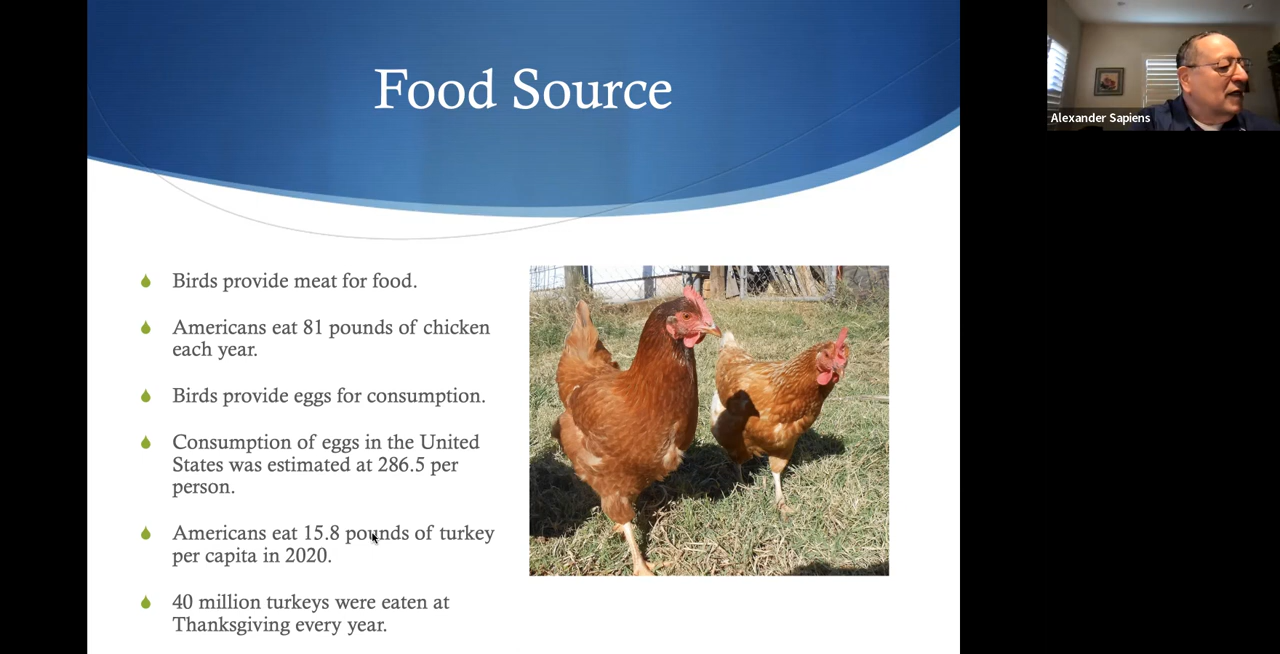 Food Source
Alexander Sapiens
Birds provide meat for food.
Americans eat 81 pounds of chicken
each year.
Birds provide eggs for consumption.
Consumption of eggs in the United
States was estimated at 286.5 per
person.
Americans eat 15.8 pounds of turkey
per capita in 2020.
40 million turkeys were eaten at
Thanksgiving every year.